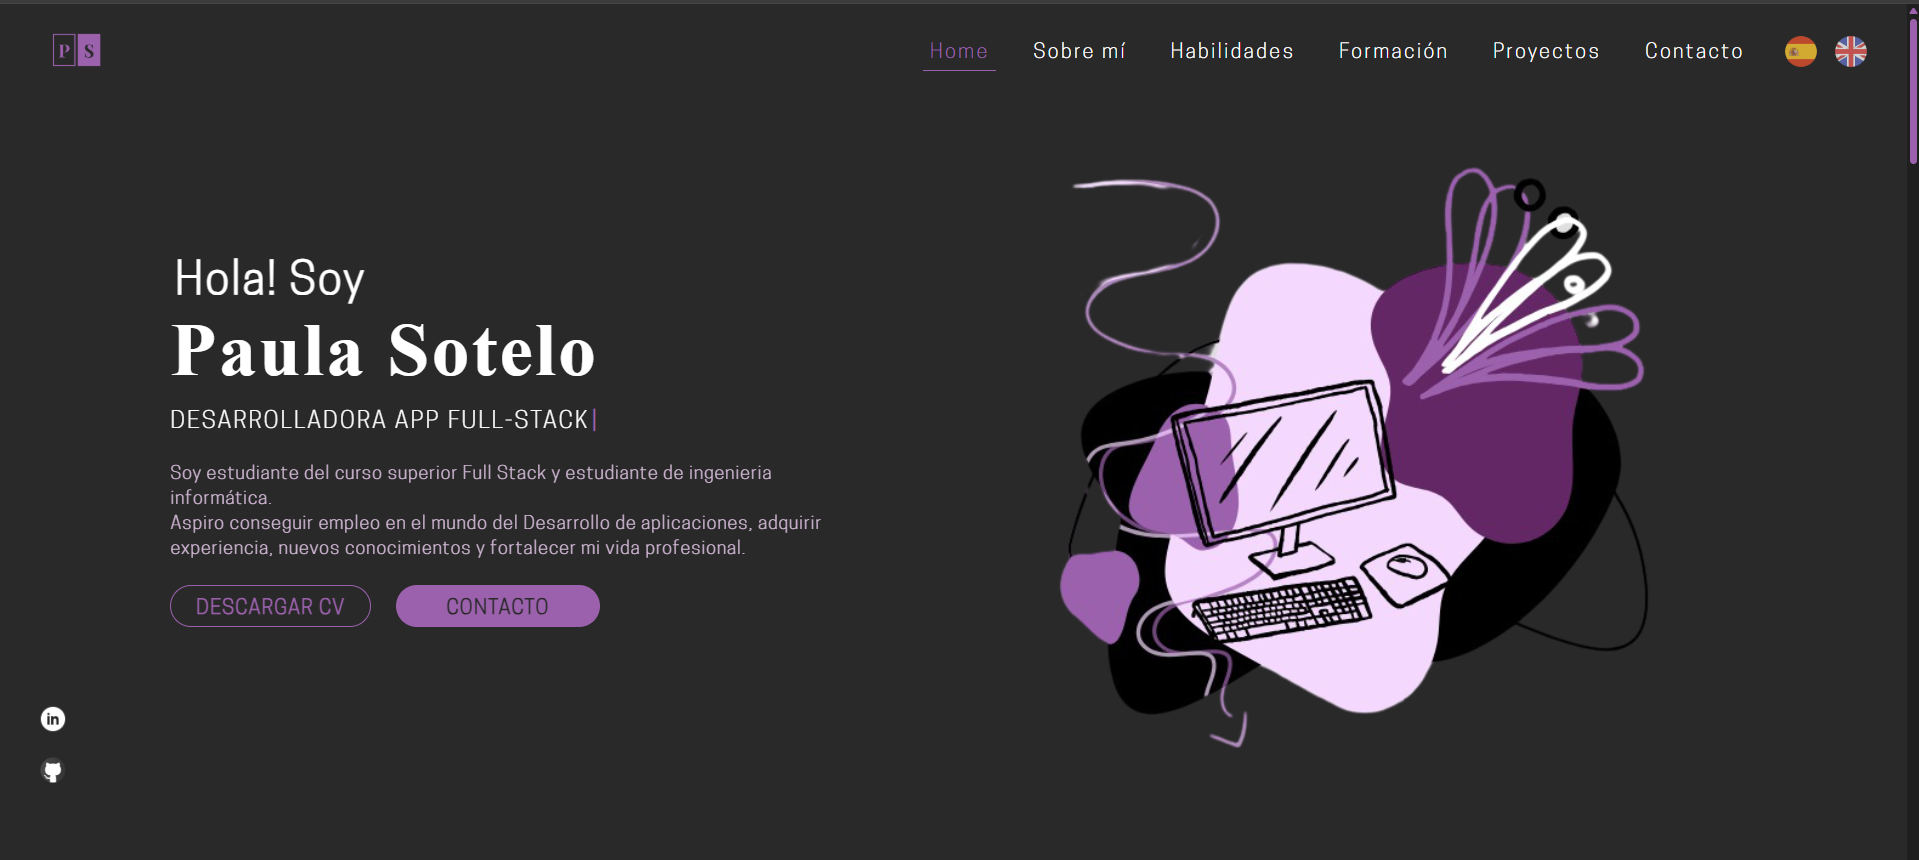 P S
Home Sobre mí Habilidades Formación Proyectos Contacto
Hola! Soy
Paula Sotelo
DESARROLLADORA APP FULL-STACK|
Soy estudiante del curso superior Full Stack y estudiante de ingenieria
informática.
Aspiro conseguir empleo en el mundo del Desarrollo de aplicaciones, adquirir
experiencia, nuevos conocimientos y fortalecer mi vida profesional.
DESCARGAR CV CONTACTO
in